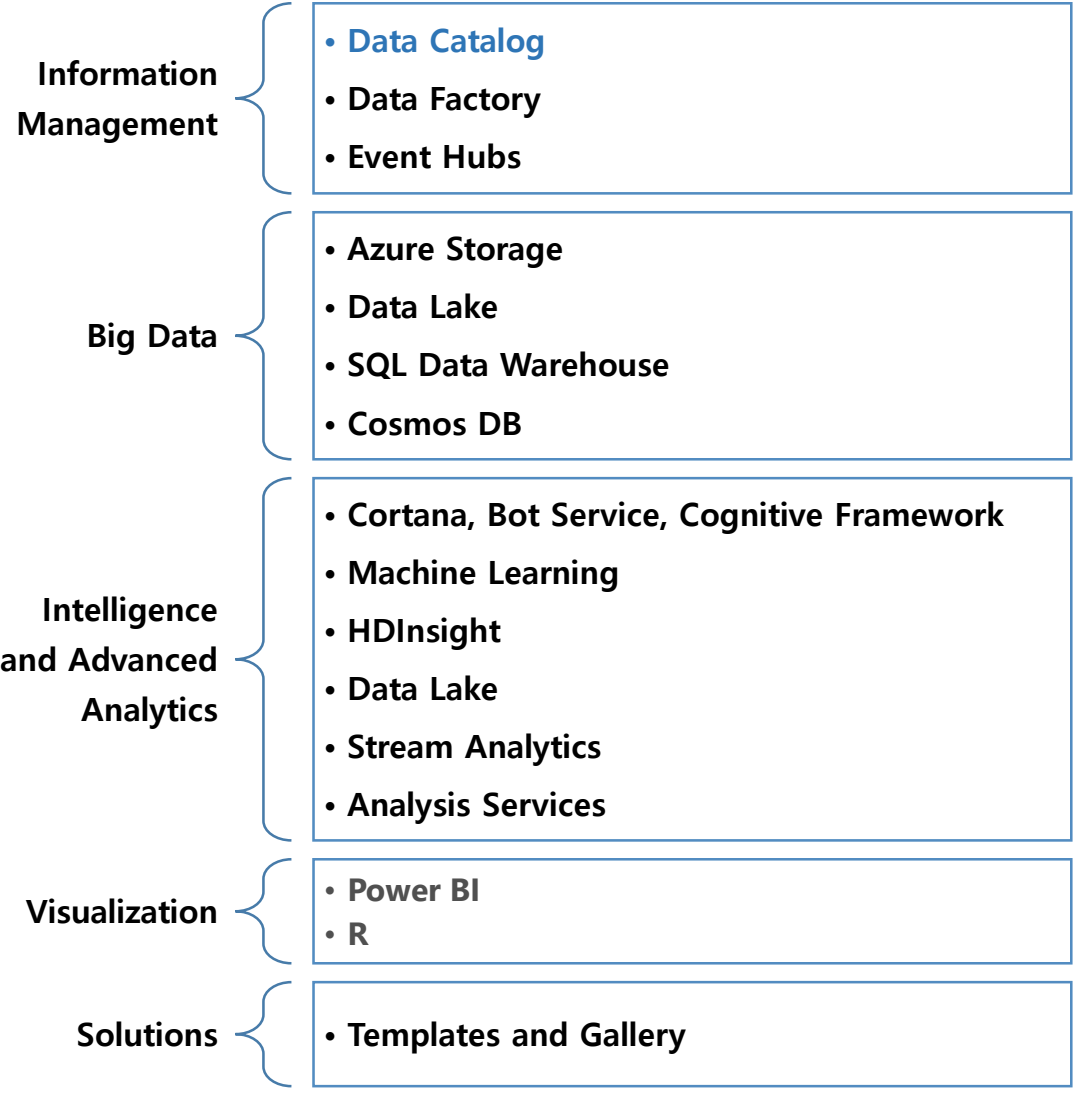 Information
Management
• Data Catalog
• Data Factory
• Event Hubs
Big Data
• Azure Storage
• Data Lake
• SQL Data Warehouse
• Cosmos DB
Intelligence
and Advanced
Analytics
• Cortana, Bot Service, Cognitive Framework
• Machine Learning
• HDInsight
• Data Lake
• Stream Analytics
• Analysis Services
Visualization
• Power BI
• R
Solutions
• Templates and Gallery